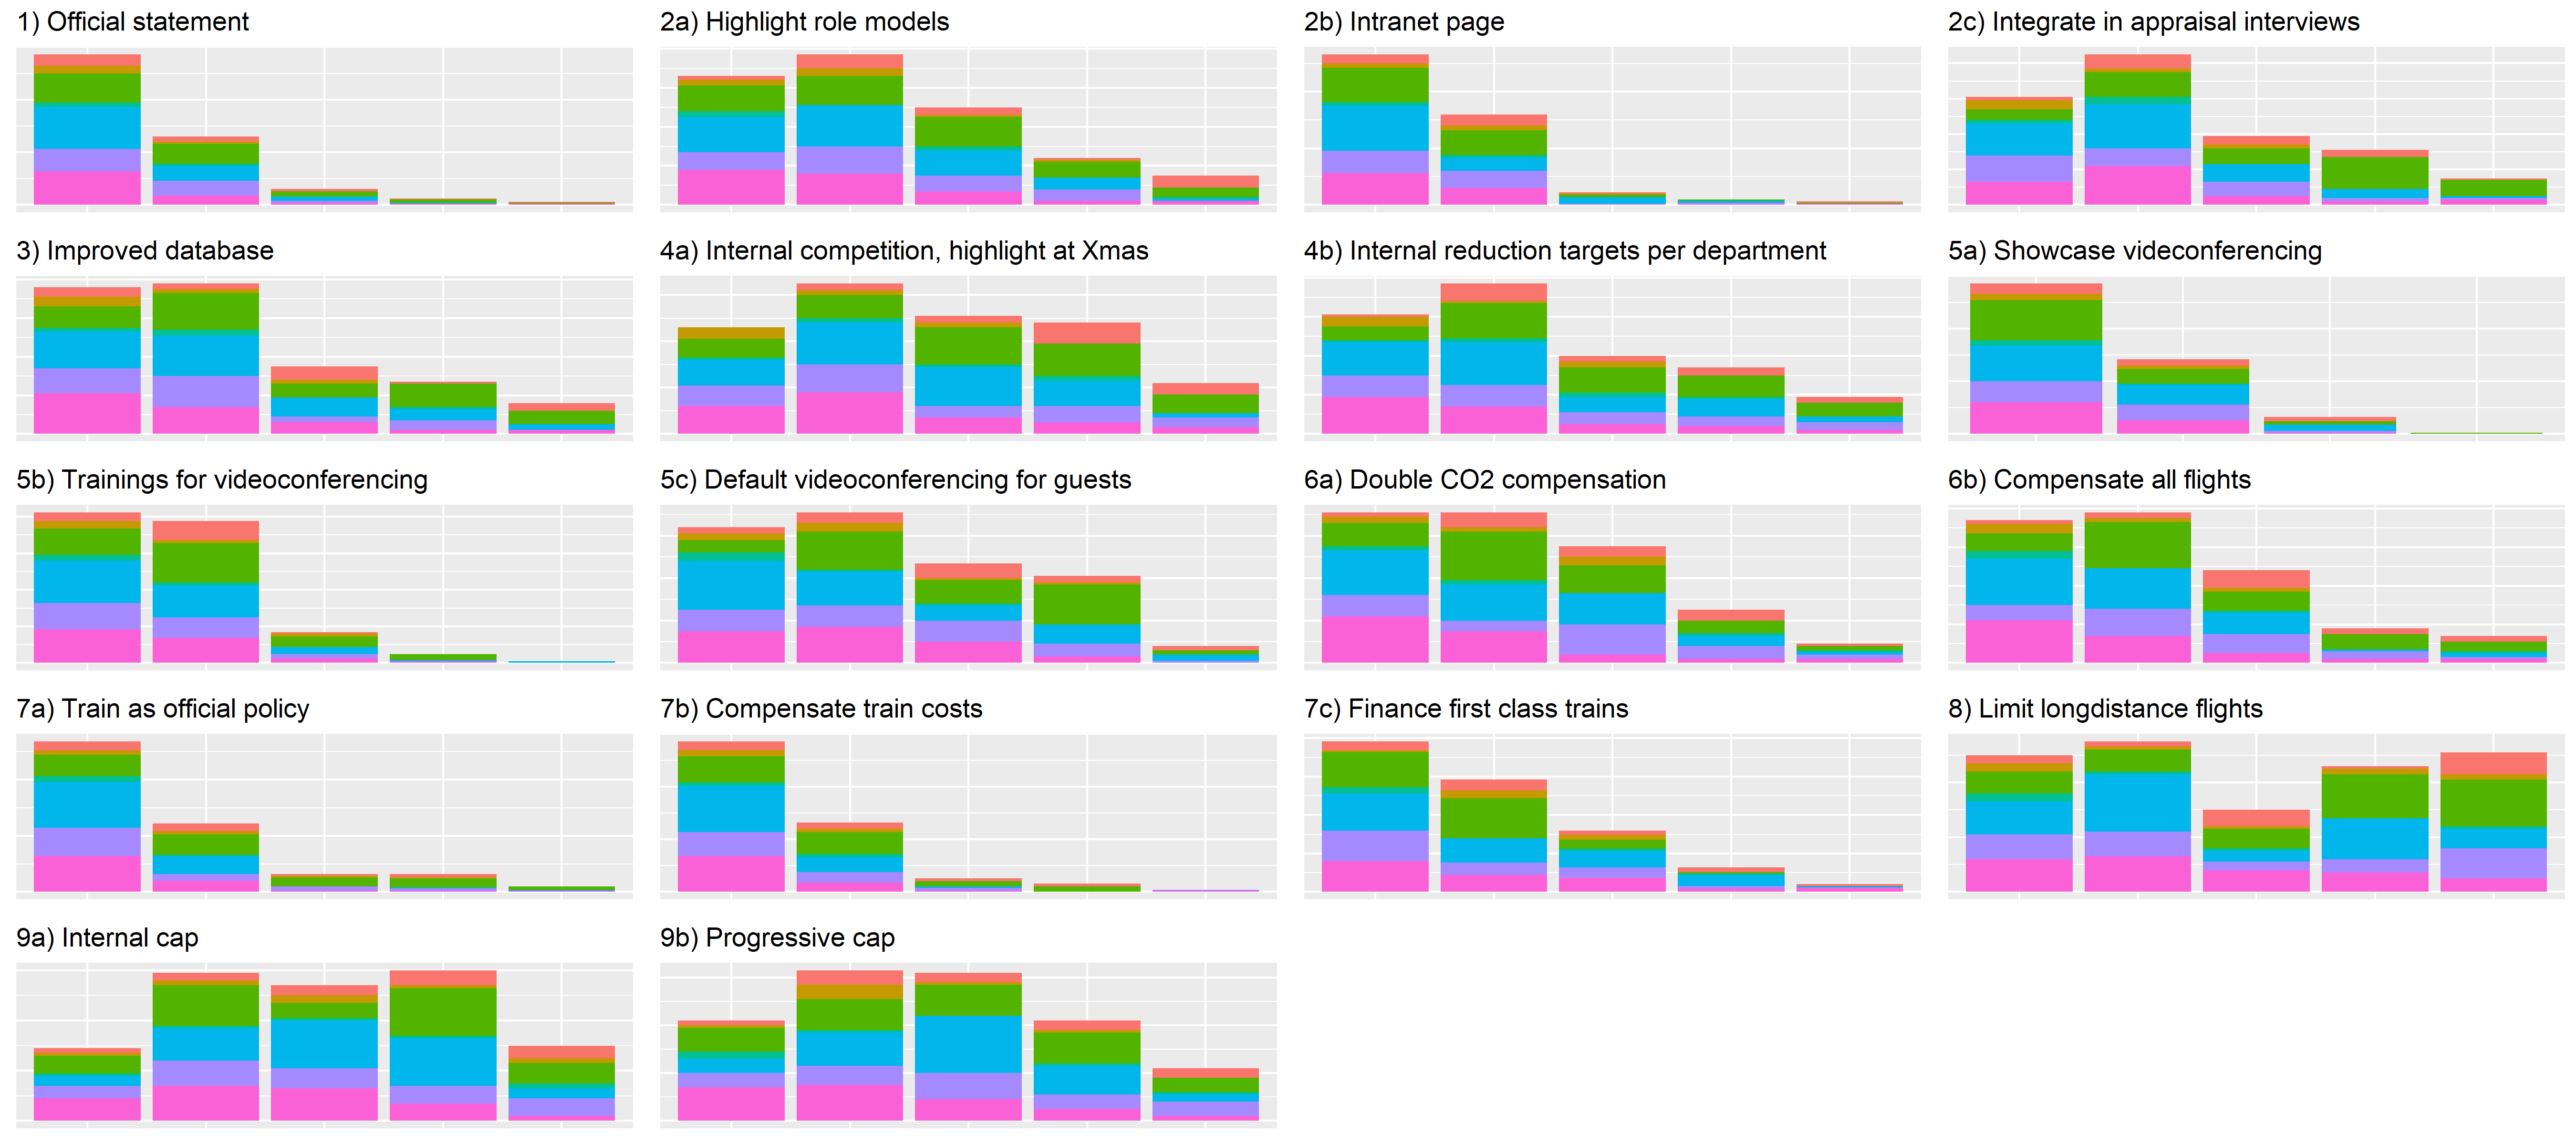 1) Official statement
2a) Highlight role models
2b) Intranet page
2c) Integrate in appraisal interviews
3) Improved database
4a) Internal competition, highlight at Xmas
4b) Internal reduction targets per department
5a) Showcase videconferencing
5b) Trainings for videoconferencing
5c) Default videoconferencing for guests
6a) Double CO2 compensation
6b) Compensate all flights
7a) Train as official policy
7b) Compensate train costs
7c) Finance first class trains
8) Limit longdistance flights
9a) Internal cap
9b) Progressive cap